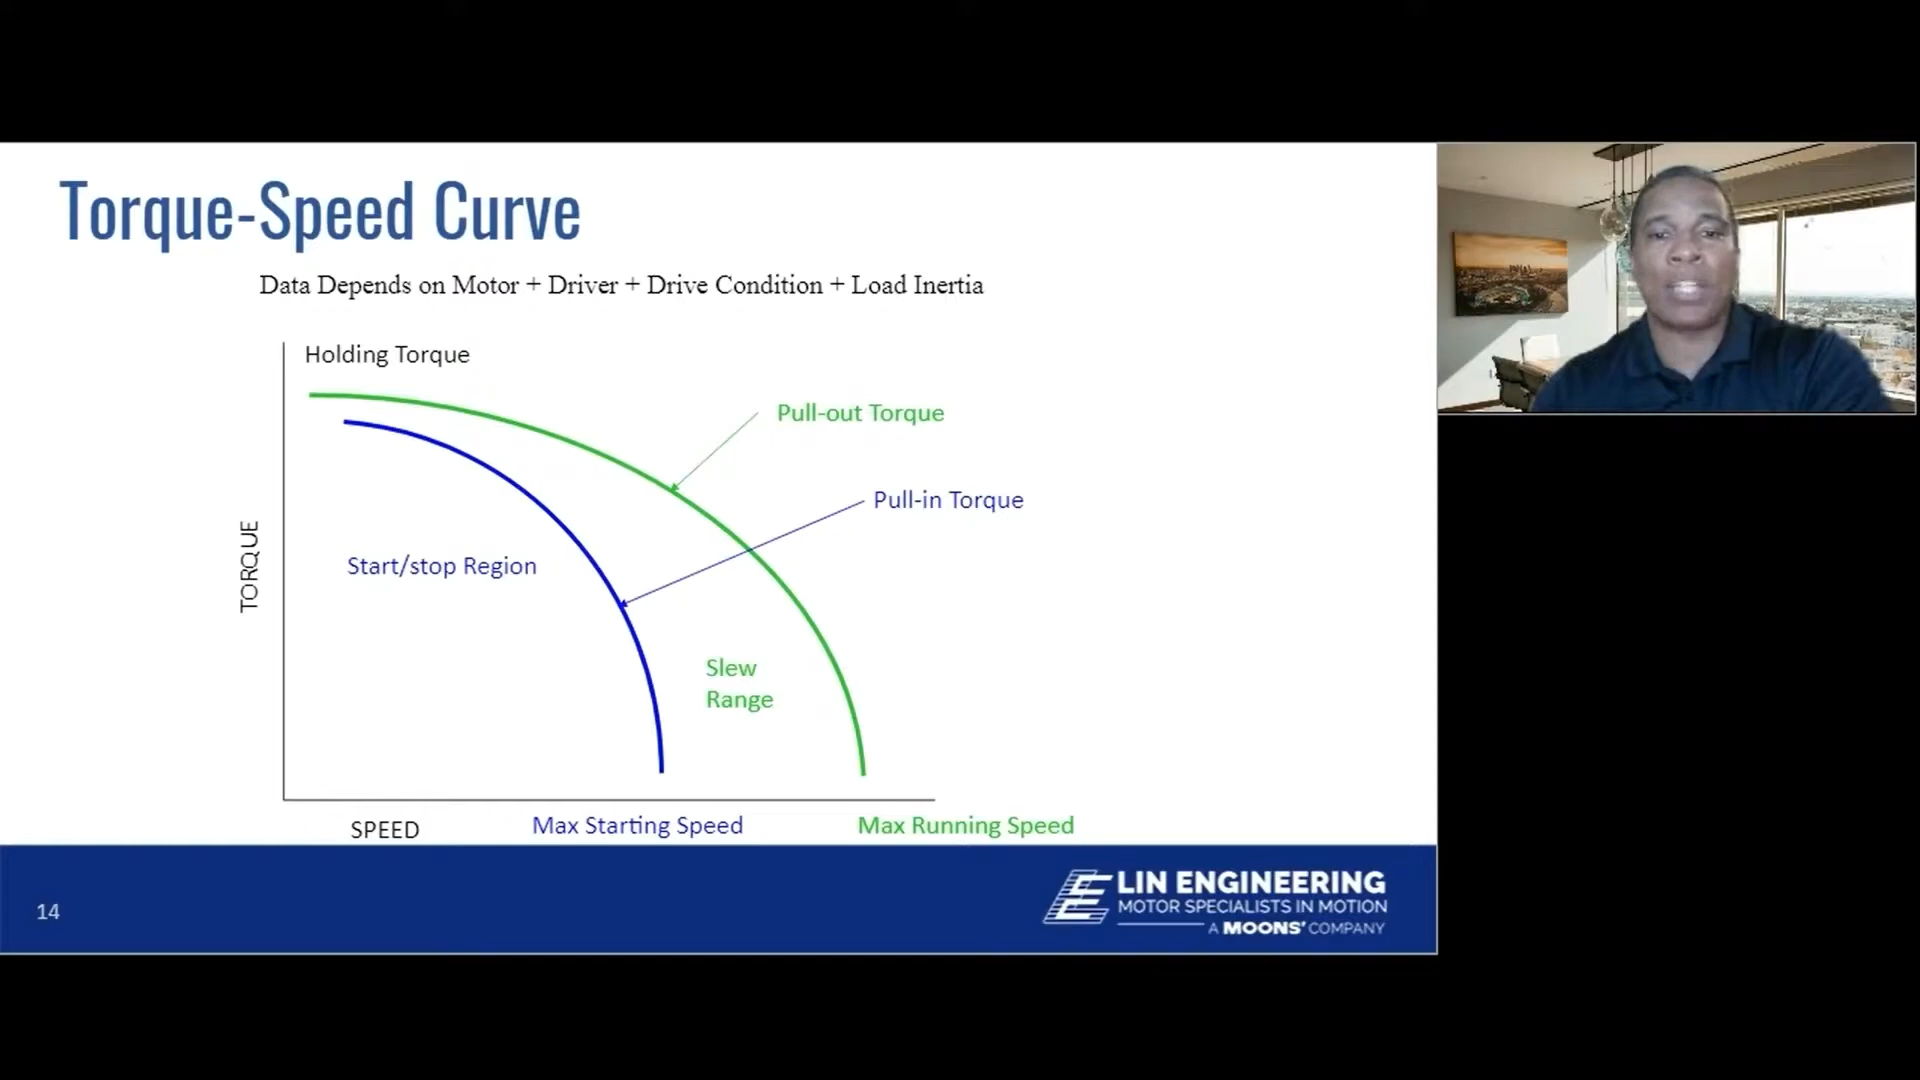 Torque-Speed Curve
Data Depends on Motor + Driver + Drive Condition + Load Inertia
Holding Torque
Pull-out Torque
Pull-in Torque
TORQUE
Start/stop Region
Slew
Range
SPEED
Max Starting Speed
Max Running Speed
14
LIN ENGINEERING
MOTOR SPECIALISTS IN MOTION
A MOONS' COMPANY